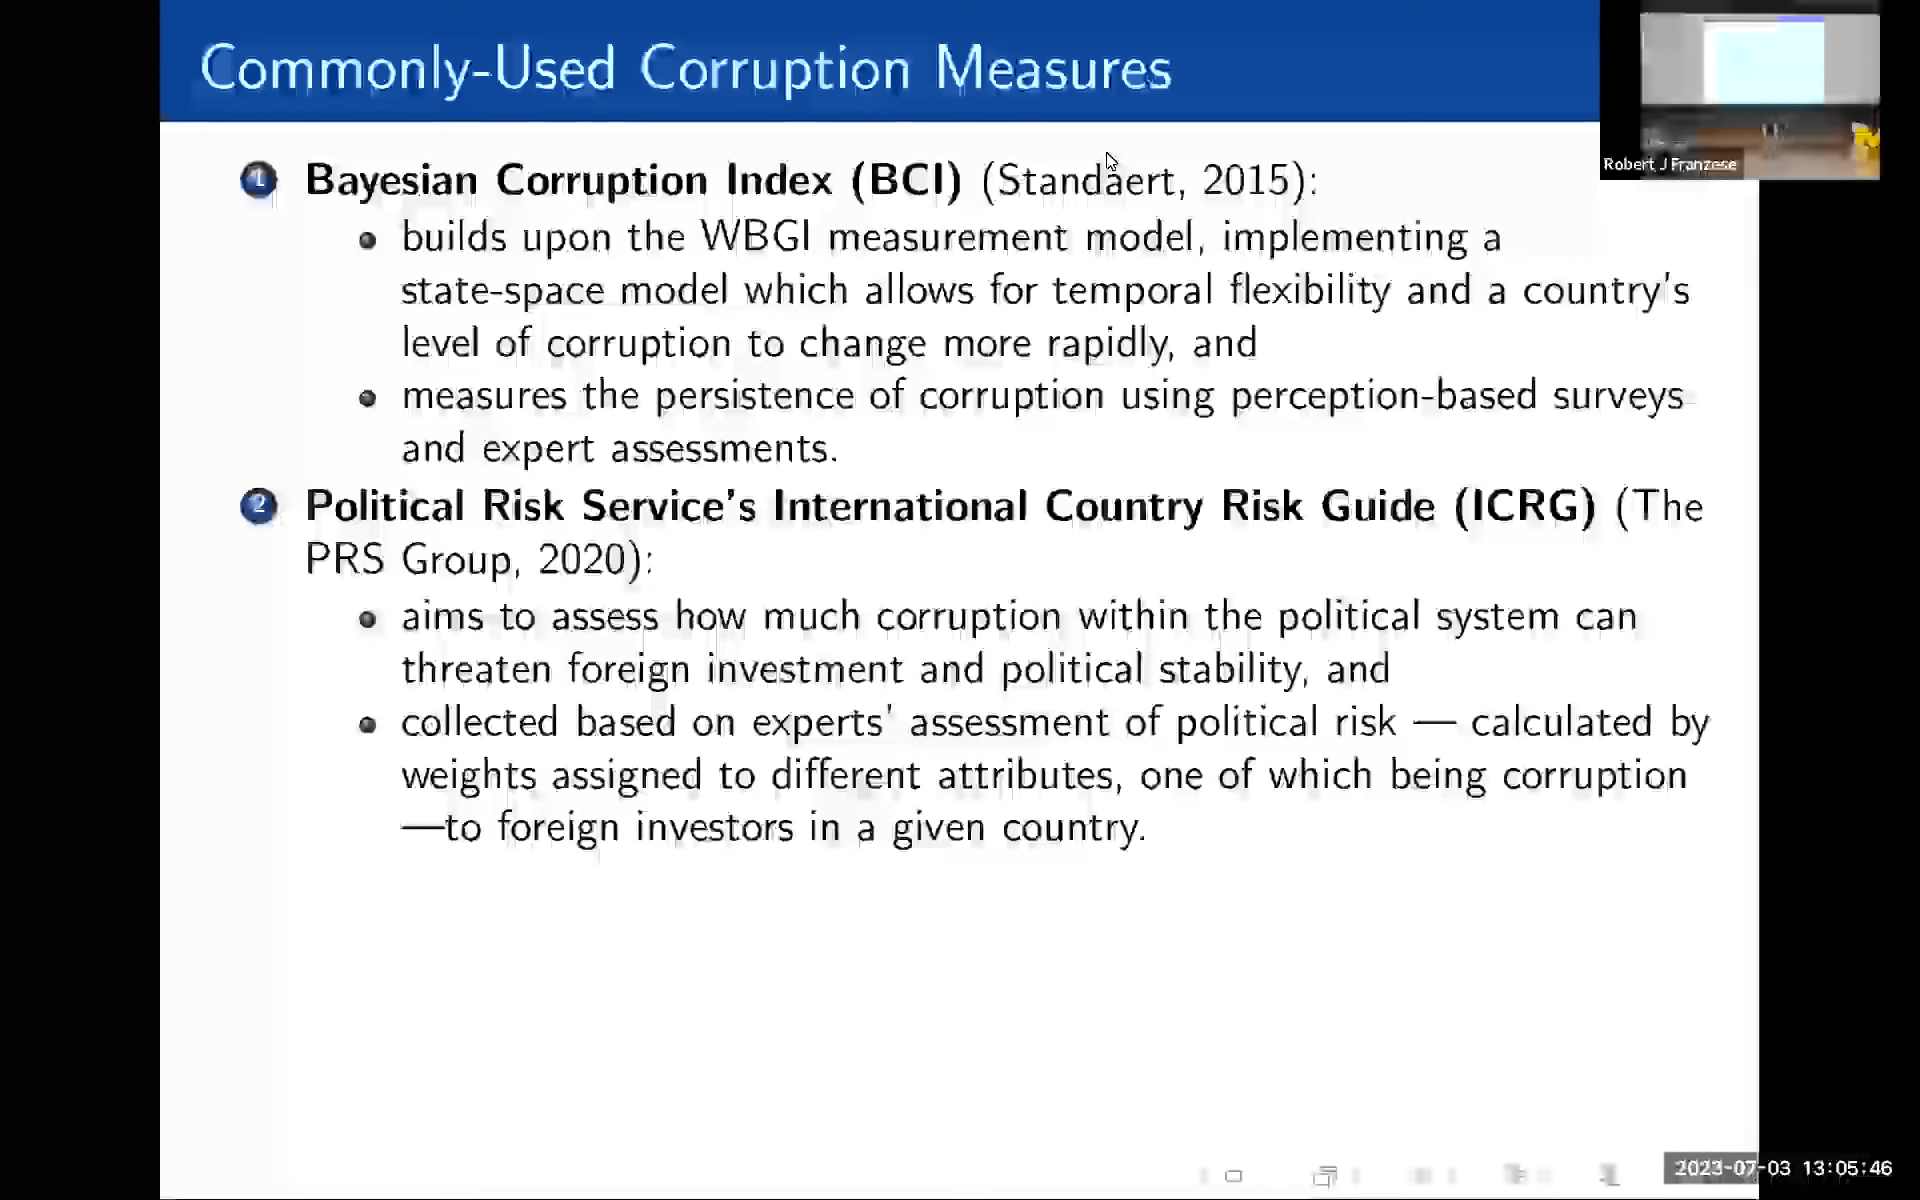 Commonly-Used Corruption Measures
Robert J Franzese
1 Bayesian Corruption Index (BCI) (Standaert, 2015):
builds upon the WBGI measurement model, implementing a
state-space model which allows for temporal flexibility and a country's
level of corruption to change more rapidly, and
measures the persistence of corruption using perception-based surveys
and expert assessments.
2 Political Risk Service's International Country Risk Guide (ICRG) (The
PRS Group, 2020):
aims to assess how much corruption within the political system can
threaten foreign investment and political stability, and
collected based on experts' assessment of political risk — calculated by
weights assigned to different attributes, one of which being corruption
—to foreign investors in a given country.
2023-07-03 13:05:46